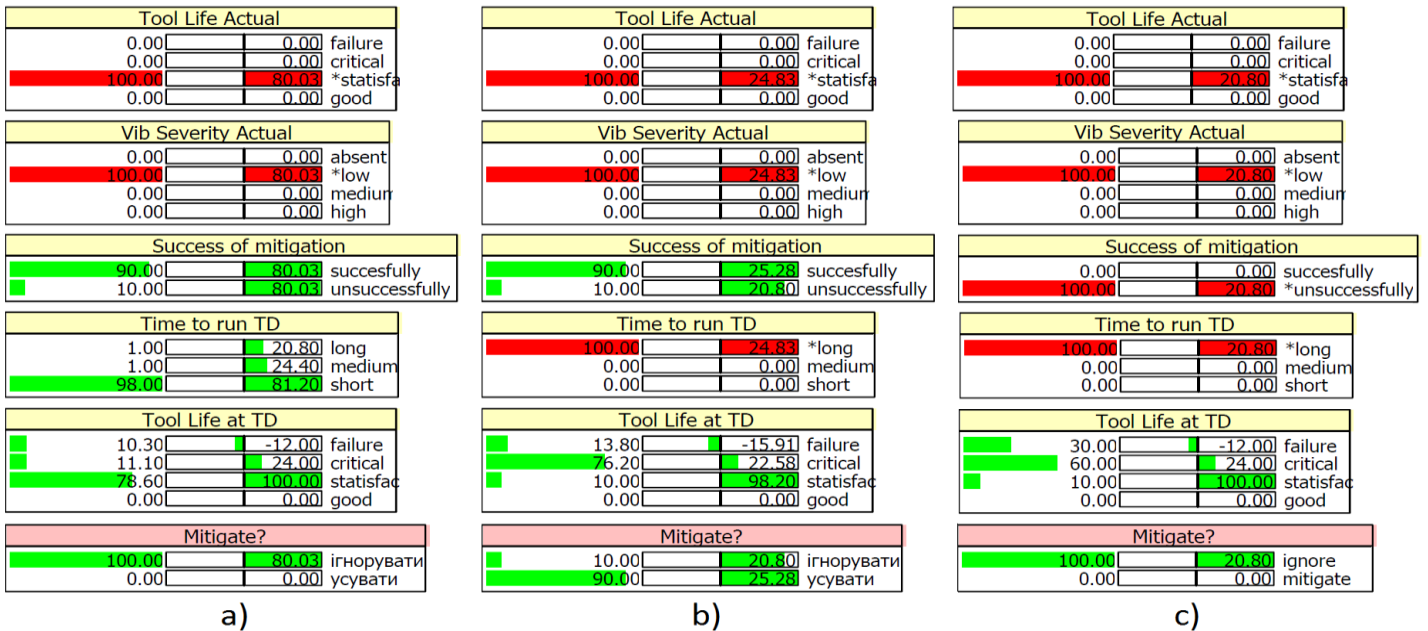 Tool Life Actual
0.00 0.00 failure
0.00 0.00 critical
100.00 80.03 *statisfa
0.00 0.00 good
Vib Severity Actual
0.00 0.00 absent
100.00 80.03 *low
0.00 0.00 medium
0.00 0.00 high
Success of mitigation
90.00 80.03 succesfully
10.00 80.03 unsuccessfully
Time to run TD
1.00 20.80 long
1.00 24.40 medium
98.00 81.20 short
Tool Life at TD
10.30 -12.00 failure
11.10 24.00 critical
78.60 100.00 statisfac
0.00 0.00 good
Mitigate?
100.00 80.03 ігнорувати
0.00 0.00 усувати
a)
Tool Life Actual
0.00 0.00 failure
0.00 0.00 critical
100.00 24.83 *statisfa
0.00 0.00 good
Vib Severity Actual
0.00 0.00 absent
100.00 24.83 *low
0.00 0.00 medium
0.00 0.00 high
Success of mitigation
90.00 25.28 succesfully
10.00 20.80 unsuccessfully
Time to run TD
100.00 24.83 *long
0.00 0.00 medium
0.00 0.00 short
Tool Life at TD
13.80 -15.91 failure
76.20 22.58 critical
10.00 98.20 statisfac
0.00 0.00 good
Mitigate?
10.00 20.80 ігнорувати
90.00 25.28 усувати
b)
Tool Life Actual
0.00 0.00 failure
0.00 0.00 critical
100.00 20.80 *statisfa
0.00 0.00 good
Vib Severity Actual
0.00 0.00 absent
100.00 20.80 *low
0.00 0.00 medium
0.00 0.00 high
Success of mitigation
0.00 0.00 succesfully
100.00 20.80 *unsuccessfully
Time to run TD
100.00 20.80 *long
0.00 0.00 medium
0.00 0.00 short
Tool Life at TD
30.00 -12.00 failure
60.00 24.00 critical
10.00 100.00 statisfac
0.00 0.00 good
Mitigate?
100.00 20.80 ignore
0.00 0.00 mitigate
c)